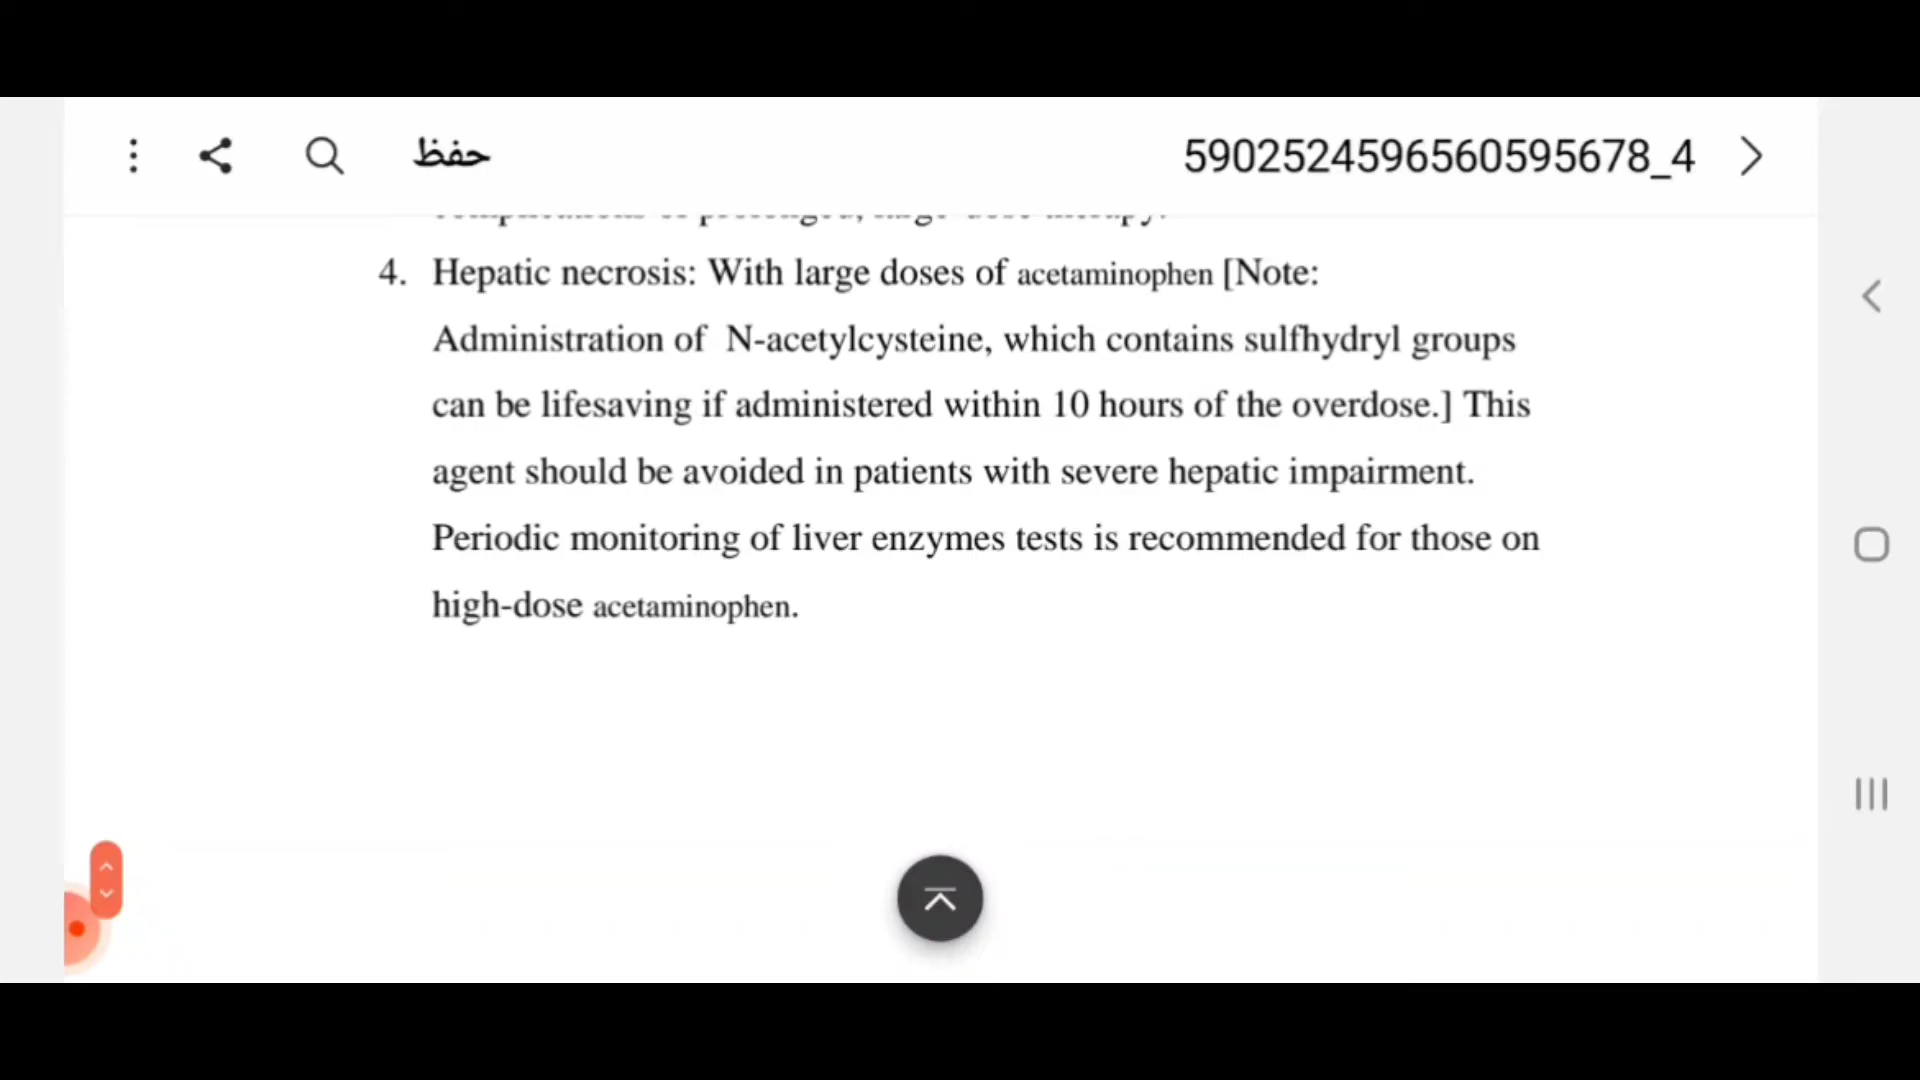 حفظ
5902524596560595678_4
4. Hepatic necrosis: With large doses of acetaminophen [Note:
Administration of N-acetylcysteine, which contains sulfhydryl groups
can be lifesaving if administered within 10 hours of the overdose.] This
agent should be avoided in patients with severe hepatic impairment.
Periodic monitoring of liver enzymes tests is recommended for those on
high-dose acetaminophen.